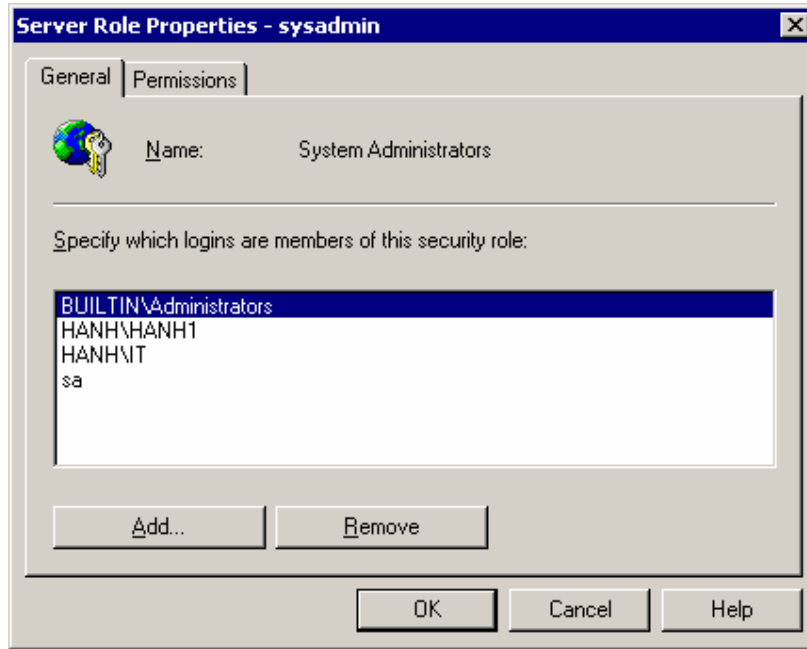 Server Role Properties - sysadmin
General Permissions
Name: System Administrators
Specify which logins are members of this security role:
BUILTIN\Administrators
HANH\HANH1
HANH\IT
sa
Add... Remove
OK Cancel Help